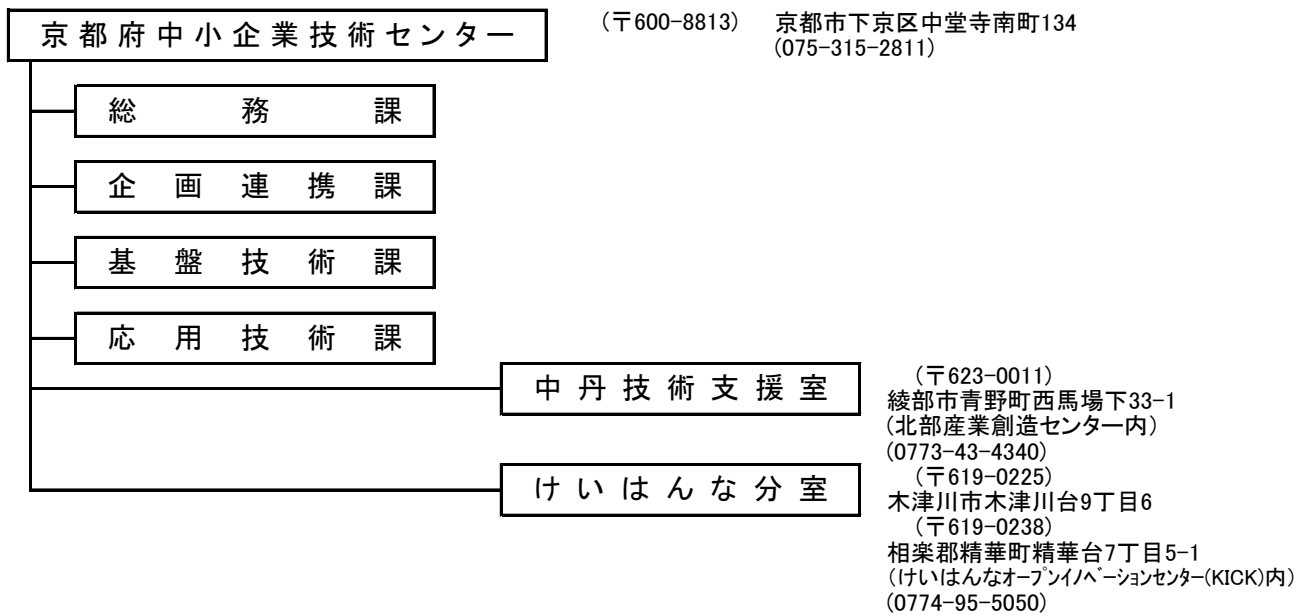 京都府中小企業技術センター
(〒600-8813) 京都市下京区中堂寺南町134
(075-315-2811)
総務課
企画連携課
基盤技術課
応用技術課
中丹技術支援室
(〒623-0011)
綾部市青野町西馬場下33-1
(北部産業創造センター内)
(0773-43-4340)
けいはんな分室
(〒619-0225)
木津川市木津川台9丁目6
(〒619-0238)
相楽郡精華町精華台7丁目5-1
(けいはんなオープンイノベーションセンター(KICK)内)
(0774-95-5050)